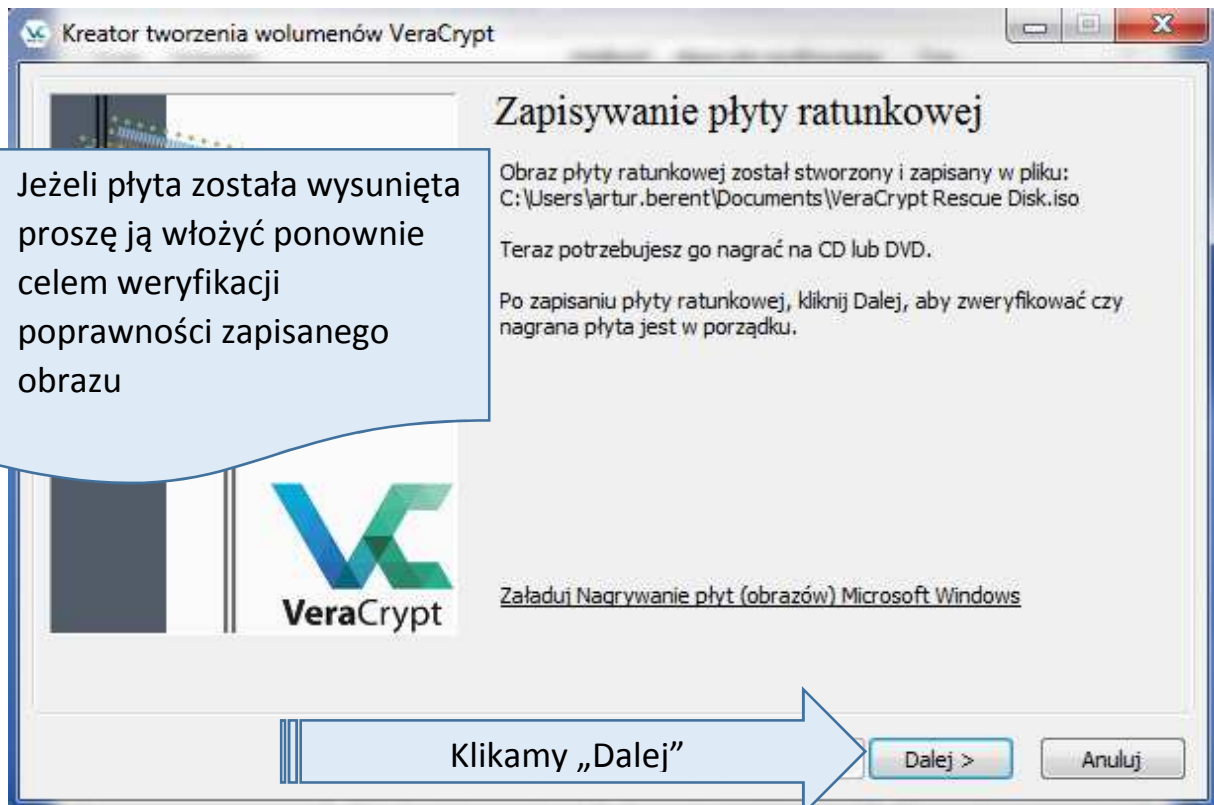 Kreator tworzenia wolumenów VeraCrypt
Zapisywanie płyty ratunkowej
Obraz płyty ratunkowej został stworzony i zapisany w pliku:
C:\Users\artur.berent\Documents\VeraCrypt Rescue Disk.iso
Teraz potrzebujesz go nagrać na CD lub DVD.
Po zapisaniu płyty ratunkowej, kliknij Dalej, aby zweryfikować czy
nagrana płyta jest w porządku.
Jeżeli płyta została wysunięta
proszę ją włożyć ponownie
celem weryfikacji
poprawności zapisanego
obrazu
VeraCrypt
Załaduj Nagrywanie płyt (obrazów) Microsoft Windows
Klikamy „Dalej”
Dalej >
Anuluj